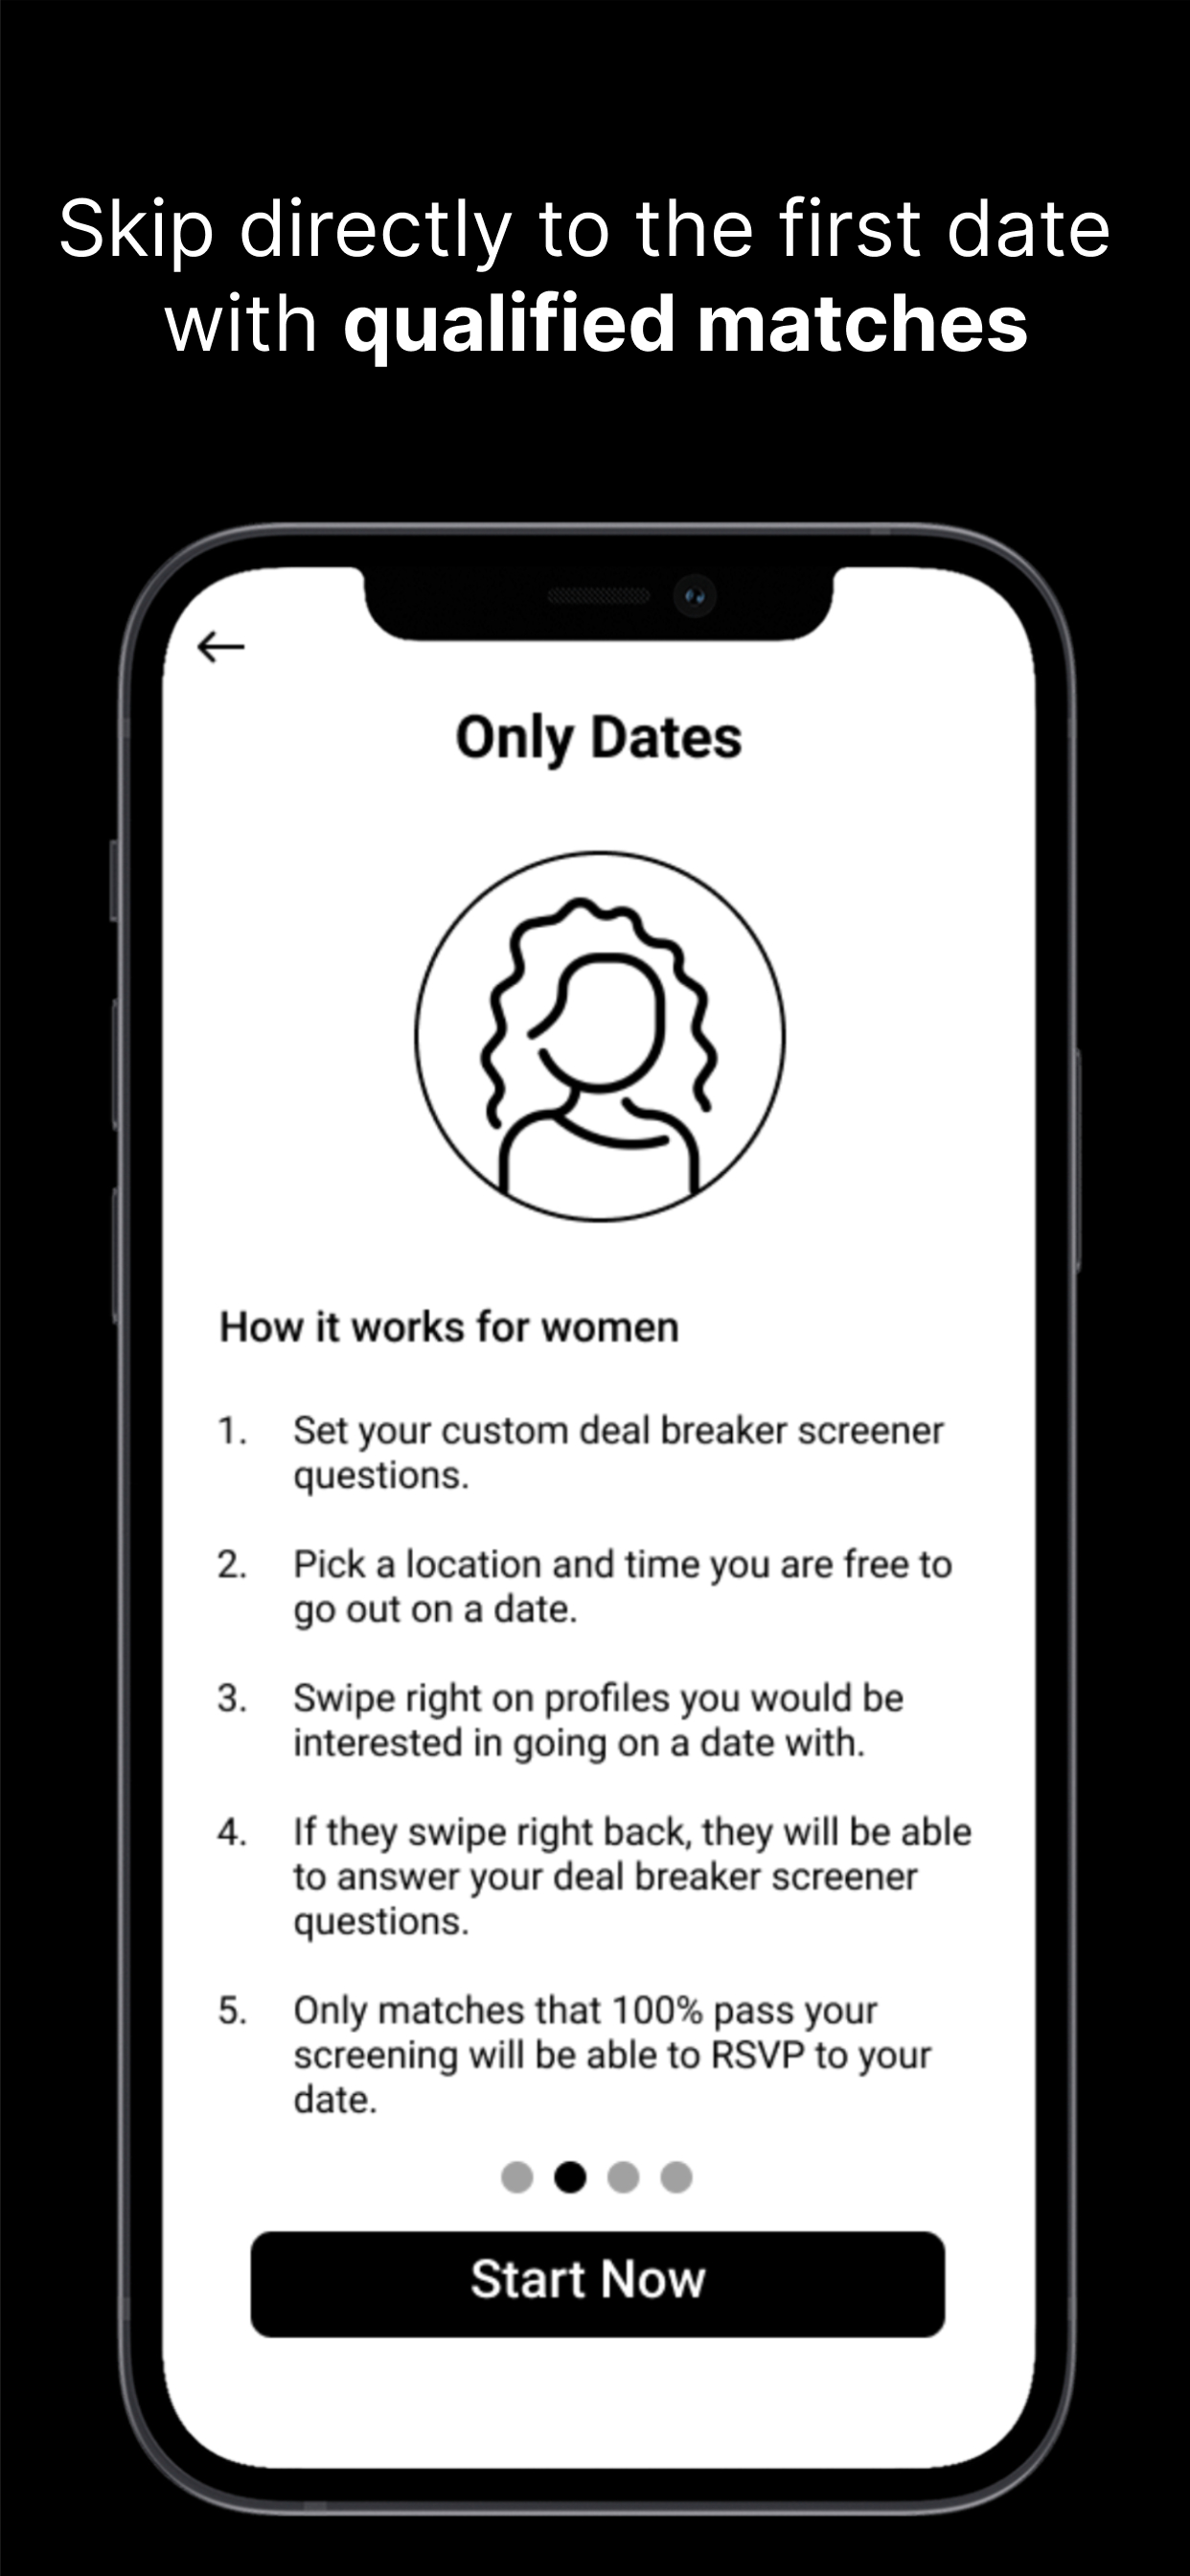 Skip directly to the first date
with qualified matches
Only Dates
How it works for women
1. Set your custom deal breaker screener
questions.
2. Pick a location and time you are free to
go out on a date.
3. Swipe right on profiles you would be
interested in going on a date with.
4. If they swipe right back, they will be able
to answer your deal breaker screener
questions.
5. Only matches that 100% pass your
screening will be able to RSVP to your
date.
Start Now